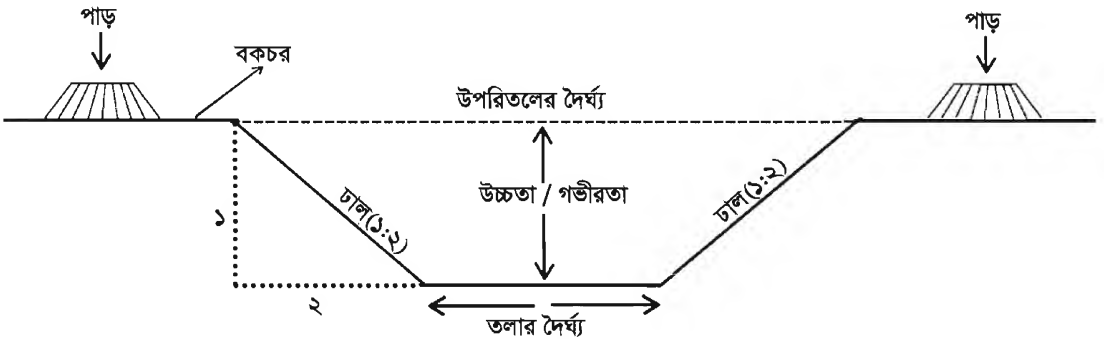 পাড়
পাড়
বকচর
উপরিতলের দৈর্ঘ্য
উচ্চতা / গভীরতা
ঢাল(১:২)
ঢাল(১:২)
১
২
তলার দৈর্ঘ্য